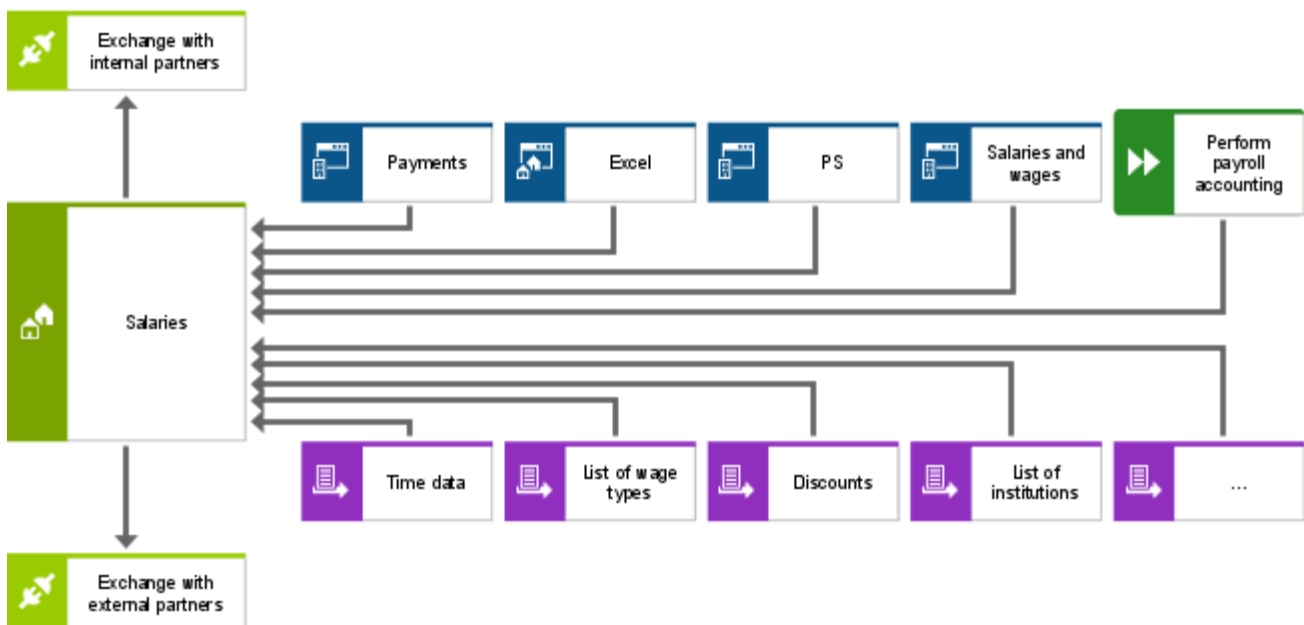 Exchange with
internal partners
Payments
Excel
PS
Salaries and
wages
Perform
payroll
accounting
Salaries
Time data
List of wage
types
Discounts
List of
institutions
...
Exchange with
external partners